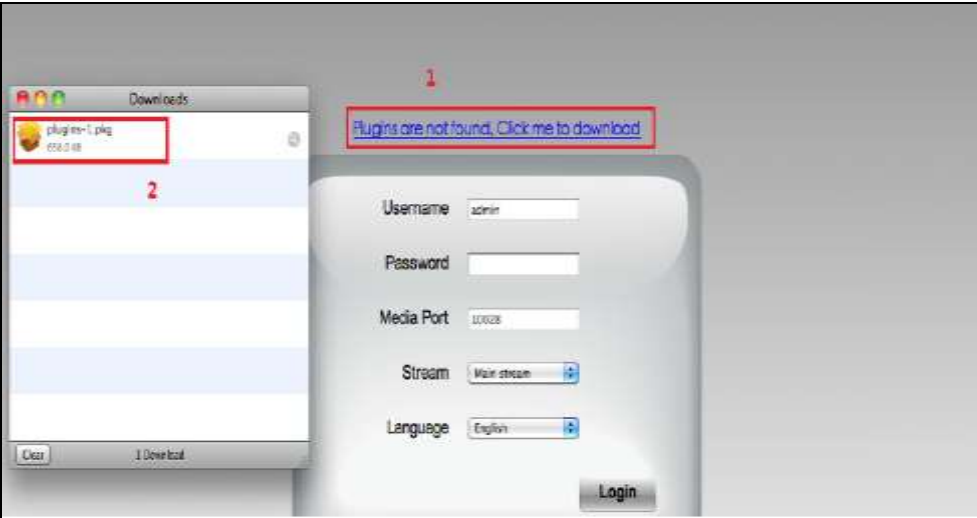 1
Plugins are not found, Click me to download
Downloads
plugins-1.pkg
2
Username admin
Password
Media Port
Stream Main stream
Language English
Login
Clear
1 Download